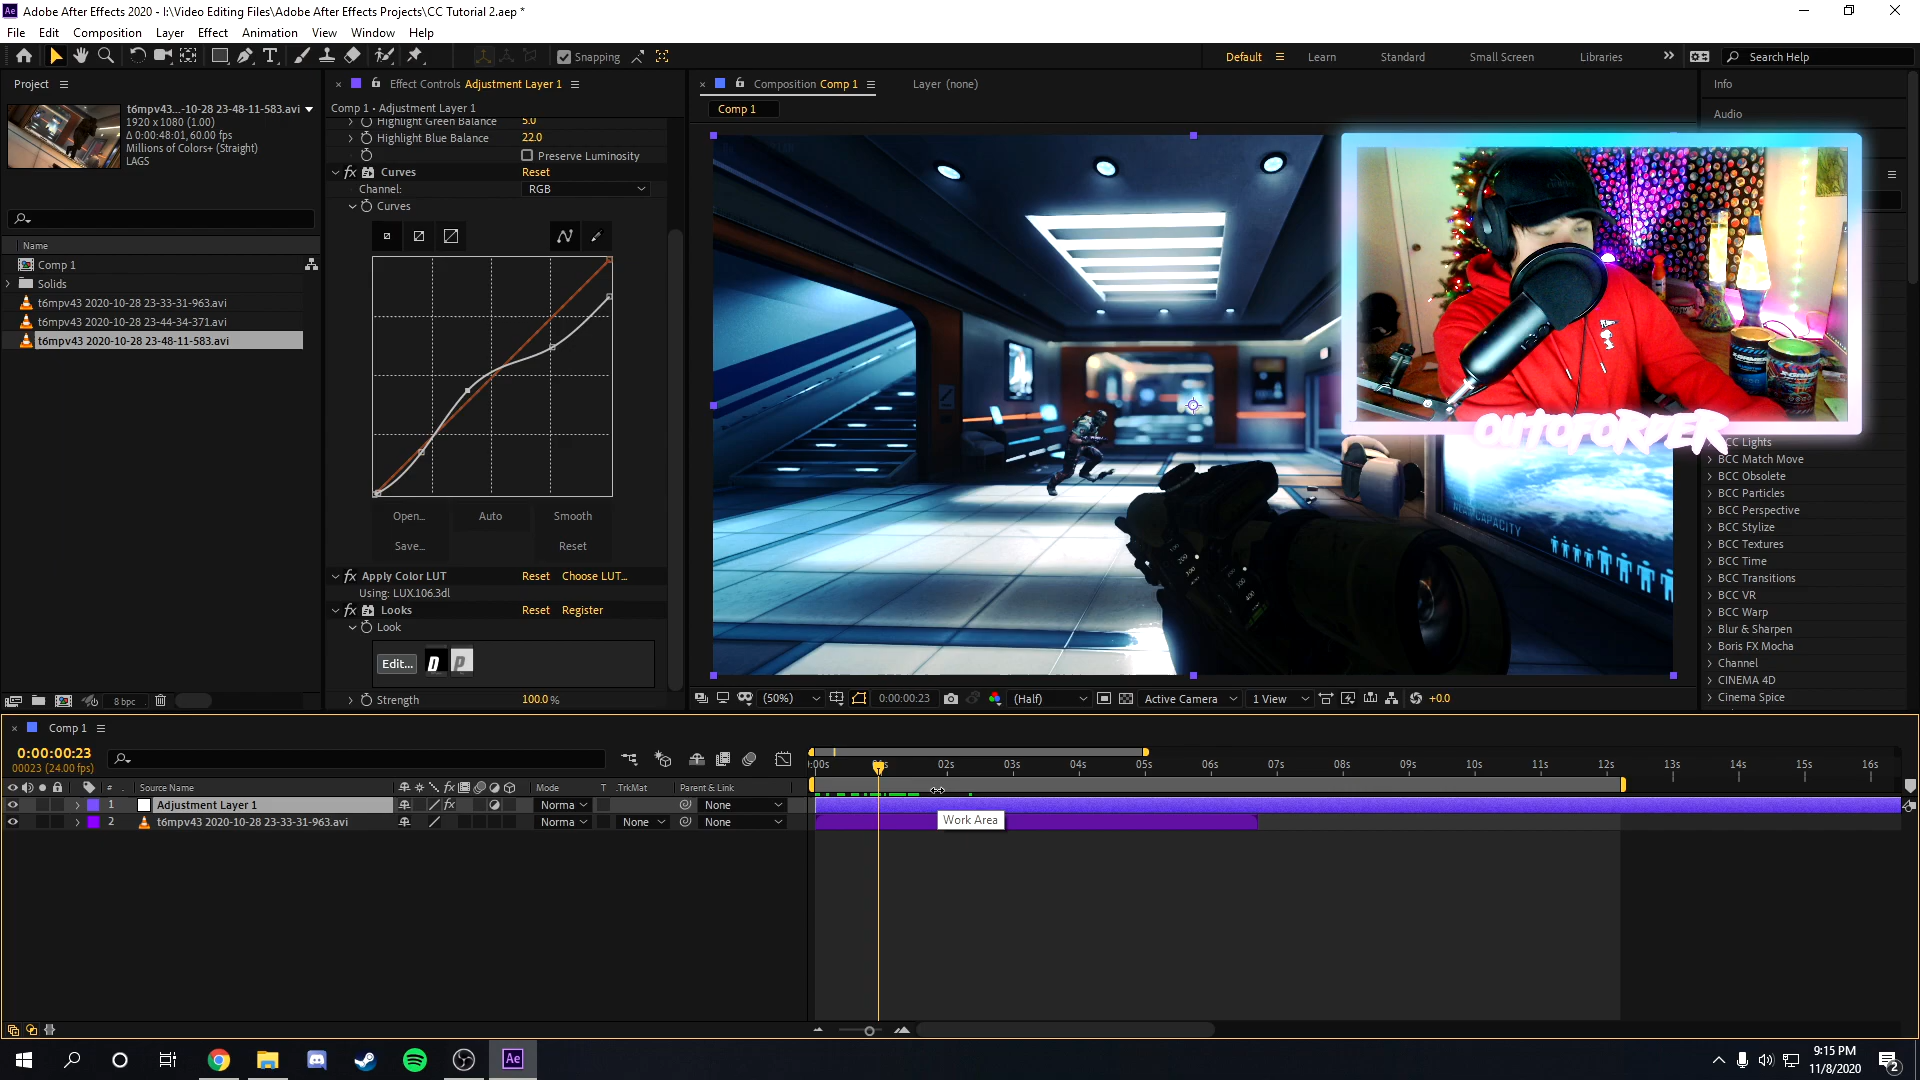 Adobe After Effects 2020 - I:\Video Editing Files\Adobe After Effects Projects\CC Tutorial 2.aep *
File Edit Composition Layer Effect Animation View Window Help
Snapping Default Learn Standard Small Screen Libraries Search Help
Project
t6mpv43...-10-28 23-48-11-583.avi
1920 x 1080 (1.00)
Δ 0:00:48:01, 60.00 fps
Millions of Colors+ (Straight)
LAGS
Name
Comp 1
Solids
t6mpv43 2020-10-28 23-33-31-963.avi
t6mpv43 2020-10-28 23-44-34-371.avi
t6mpv43 2020-10-28 23-48-11-583.avi
8 bpc
Effect Controls Adjustment Layer 1
Comp 1 • Adjustment Layer 1
Highlight Green Balance 5.0
Highlight Blue Balance 22.0
Preserve Luminosity
fx Curves Reset
Channel: RGB
Curves
Open... Auto Smooth
Save... Reset
fx Apply Color LUT Reset Choose LUT...
Using: LUX.106.3dl
fx Looks Reset Register
Look
Edit...
Strength 100.0 %
Composition Comp 1 Layer (none)
Comp 1
OUTOFORDER
CAPACITY
(50%) 0:00:00:23 (Half) Active Camera 1 View +0.0
Info
Audio
CC Lights
BCC Match Move
BCC Obsolete
BCC Particles
BCC Perspective
BCC Stylize
BCC Textures
BCC Time
BCC Transitions
BCC VR
BCC Warp
Blur & Sharpen
Boris FX Mocha
Channel
CINEMA 4D
Cinema Spice
Comp 1
0:00:00:23
00023 (24.00 fps)
# Source Name Mode T .TrkMat Parent & Link
1 Adjustment Layer 1 Norma None
2 t6mpv43 2020-10-28 23-33-31-963.avi Norma None None
:00s 02s 03s 04s 05s 06s 07s 08s 09s 10s 11s 12s 13s 14s 15s 16s
Work Area
Ae
9:15 PM
11/8/2020
2